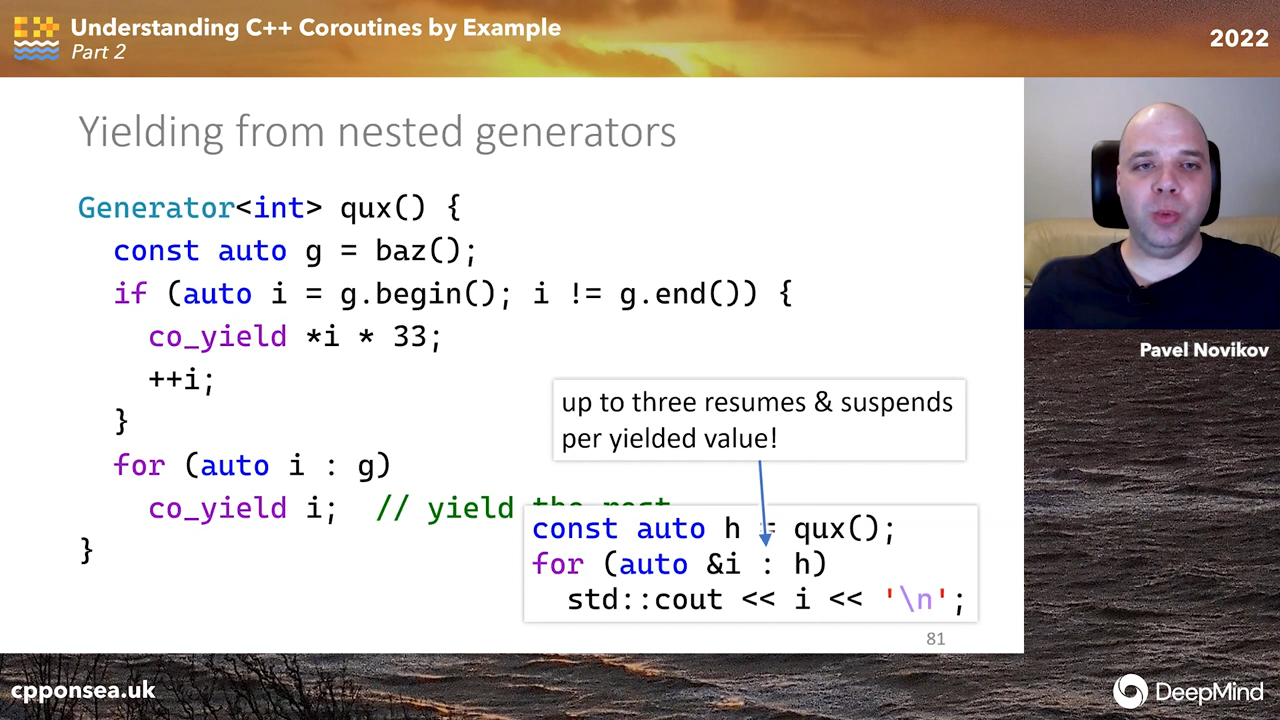 Understanding C++ Coroutines by Example
Part 2
2022
Yielding from nested generators
Generator<int> qux() {
const auto g = baz();
if (auto i = g.begin(); i != g.end()) {
co_yield *i * 33;
++i;
}
for (auto i : g)
co_yield i; // yield the rest
}
up to three resumes & suspends
per yielded value!
const auto h = qux();
for (auto &i : h)
std::cout << i << '\n';
81
Pavel Novikov
cpponsea.uk
DeepMind